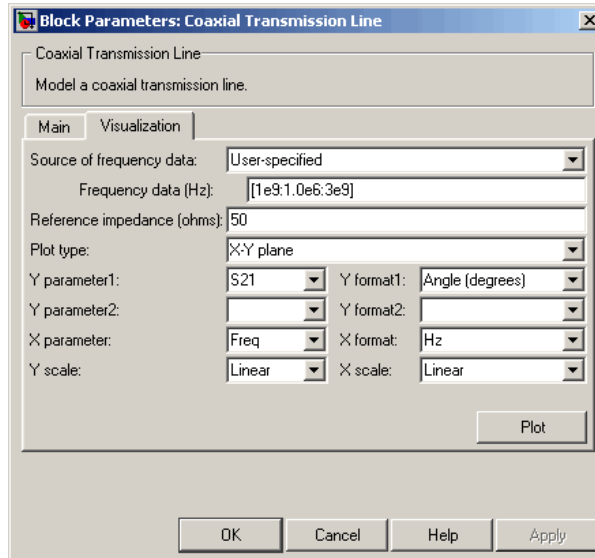 Block Parameters: Coaxial Transmission Line
Coaxial Transmission Line
Model a coaxial transmission line.
Main Visualization
Source of frequency data: User-specified
Frequency data (Hz): [1e9:1.0e6:3e9]
Reference impedance (ohms): 50
Plot type: X-Y plane
Y parameter1: S21 Y format1: Angle (degrees)
Y parameter2: Y format2:
X parameter: Freq X format: Hz
Y scale: Linear X scale: Linear
Plot
OK Cancel Help Apply